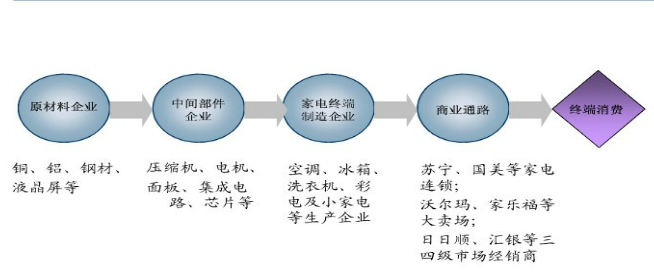 原材料企业
中间部件
企业
家电终端
制造企业
商业通路
终端消费
铜、铝、钢材、
液晶屏等
压缩机、电机、
面板、集成电
路、芯片等
空调、冰箱、
洗衣机、彩
电及小家电
等生产企业
苏宁、国美等家电
连锁;
沃尔玛、家乐福等
大卖场;
日日顺、汇银等三
四级市场经销商